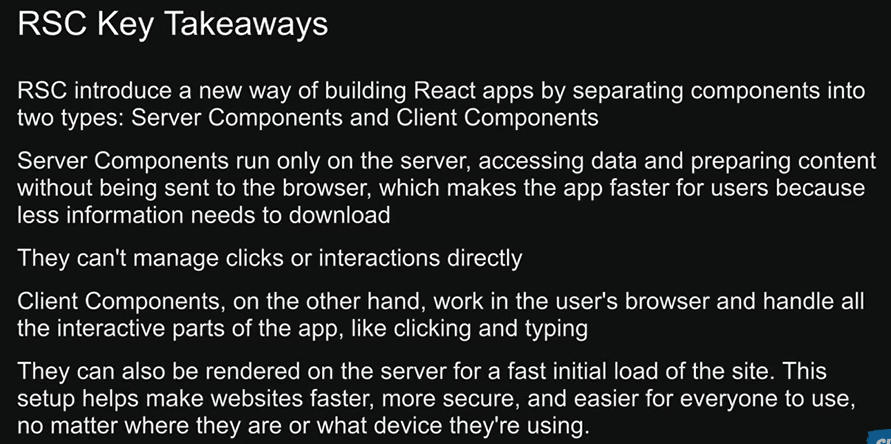 RSC Key Takeaways
RSC introduce a new way of building React apps by separating components into
two types: Server Components and Client Components
Server Components run only on the server, accessing data and preparing content
without being sent to the browser, which makes the app faster for users because
less information needs to download
They can't manage clicks or interactions directly
Client Components, on the other hand, work in the user's browser and handle all
the interactive parts of the app, like clicking and typing
They can also be rendered on the server for a fast initial load of the site. This
setup helps make websites faster, more secure, and easier for everyone to use,
no matter where they are or what device they're using.